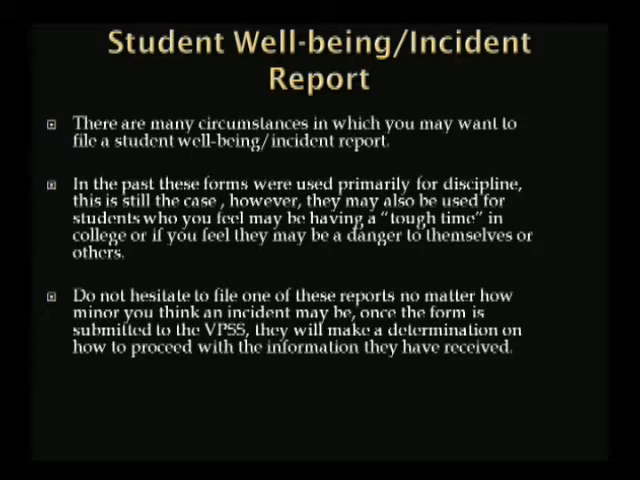 Student Well-being/Incident
Report
There are many circumstances in which you may want to
file a student well-being/incident report.
In the past these forms were used primarily for discipline,
this is still the case , however, they may also be used for
students who you feel may be having a “tough time” in
college or if you feel they may be a danger to themselves or
others.
Do not hesitate to file one of these reports no matter how
minor you think an incident may be, once the form is
submitted to the VPSS, they will make a determination on
how to proceed with the information they have received.